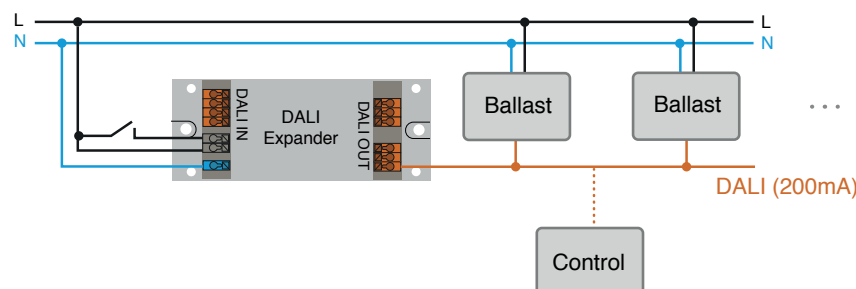 L
L
N
N
DALI IN
DALI
Expander
DALI OUT
Ballast
Ballast
...
DALI (200mA)
Control